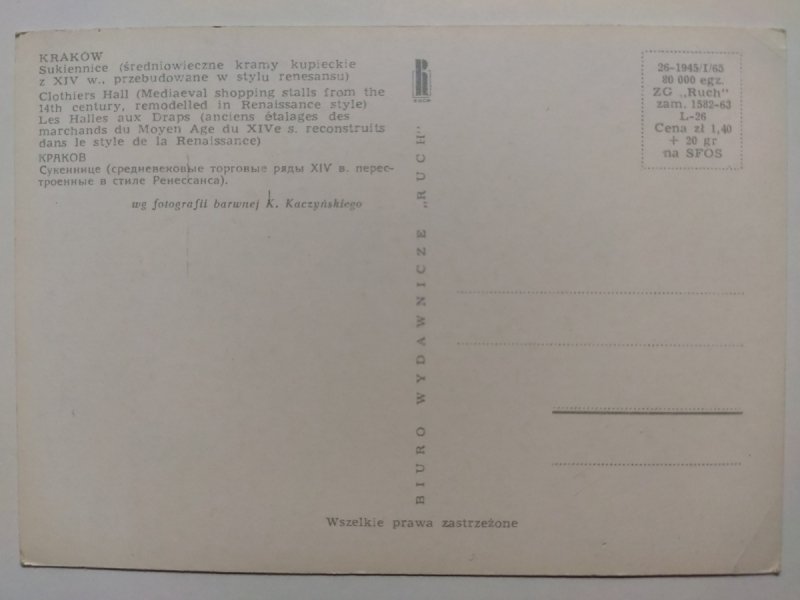 KRAKÓW
Sukiennice (średniowieczne kramy kupieckie
z XIV w., przebudowane w stylu renesansu)
Clothiers Hall (Mediaeval shopping stalls from the
14th century, remodelled in Renaissance style)
Les Halles aux Draps (anciens étalages des
marchands du Moyen Age du XIVe s. reconstruits
dans le style de la Renaissance)
КРАКОВ
Сукеннице (средневековые торговые ряды XIV в. перес-
троенные в стиле Ренессанса).
wg fotografii barwnej K. Kaczyńskiego
RUCH
BIURO WYDAWNICZE „RUCH"
26-1945/I/65
80 000 egz.
ZG „Ruch"
zam. 1582-63
L-26
Cena zł 1,40
+ 20 gr
na SFOS
Wszelkie prawa zastrzeżone